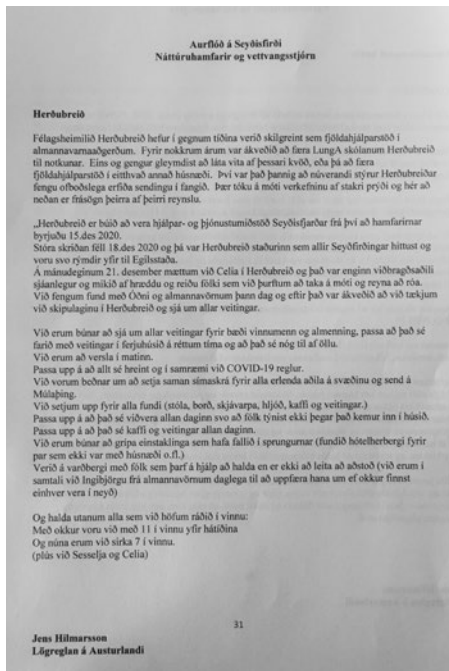 Aurflóð á Seyðisfirði
Náttúruhamfarir og vettvangsstjórn
Herðubreið
Félagsheimilið Herðubreið hefur í gegnum tíðina verið skilgreint sem fjöldahjálparstöð í
almannavarnaaðgerðum. Fyrir nokkrum árum var ákveðið að færa LungA skólanum Herðubreið
til notkunar. Eins og gengur gleymdist að láta vita af þessari kvöð, eða þá að færa
fjöldahjálparstöð í eitthvað annað húsnæði. Því var það þannig að núverandi stýrur Herðubreiðar
fengu ofboðslega erfiða sendingu í fangið. Þær tóku á móti verkefninu af stakri prýði og hér að
neðan er frásögn þeirra af þeirri reynslu.
„Herðubreið er búið að vera hjálpar- og þjónustumiðstöð Seyðisfjarðar frá því að hamfarirnar
byrjuðu 15.des 2020.
Stóra skriðan féll 18.des 2020 og þá var Herðubreið staðurinn sem allir Seyðfirðingar hittust og
voru svo rýmdir yfir til Egilsstaða.
Á mánudeginum 21. desember mættum við Celia í Herðubreið og það var enginn viðbragðsaðili
sjáanlegur og mikið af hræddu og reiðu fólki sem við þurftum að taka á móti og reyna að róa.
Við fengum fund með Óðni og almannavörnum þann dag og eftir það var ákveðið að við tækjum
við skipulaginu í Herðubreið og sjá um allar veitingar.
Við erum búnar að sjá um allar veitingar fyrir bæði vinnumenn og almenning, passa að það sé
farið með veitingar í ferjuhúsið á réttum tíma og að það sé nóg til af öllu.
Við erum að versla í matinn.
Passa upp á að allt sé hreint og í samræmi við COVID-19 reglur.
Við vorum boðnar um að setja saman símaskrá fyrir alla erlenda aðila á svæðinu og send á
Múlaþing.
Við setjum upp fyrir alla fundi (stóla, borð, skjávarpa, hljóð, kaffi og veitingar.)
Passa upp á að það sé viðvera allan daginn svo að fólk týnist ekki þegar það kemur inn í húsið.
Passa upp á að það sé kaffi og veitingar allan daginn.
Við erum búnar að grípa einstaklinga sem hafa fallið í sprungurnar (fundið hótelherbergi fyrir
par sem ekki var með húsnæði o.fl.)
Verið á varðbergi með fólk sem þarf á hjálp að halda en er ekki að leita að aðstoð (við erum í
samtali við Ingibjörgu frá almannavörnum daglega til að uppfæra hana um ef okkur finnst
einhver vera í neyð)
Og halda utanum alla sem við höfum ráðið í vinnu:
Með okkur voru við með 11 í vinnu yfir hátíðina
Og núna erum við sirka 7 í vinnu.
(plús við Sesselja og Celia)
31
Jens Hilmarsson
Lögreglan á Austurlandi